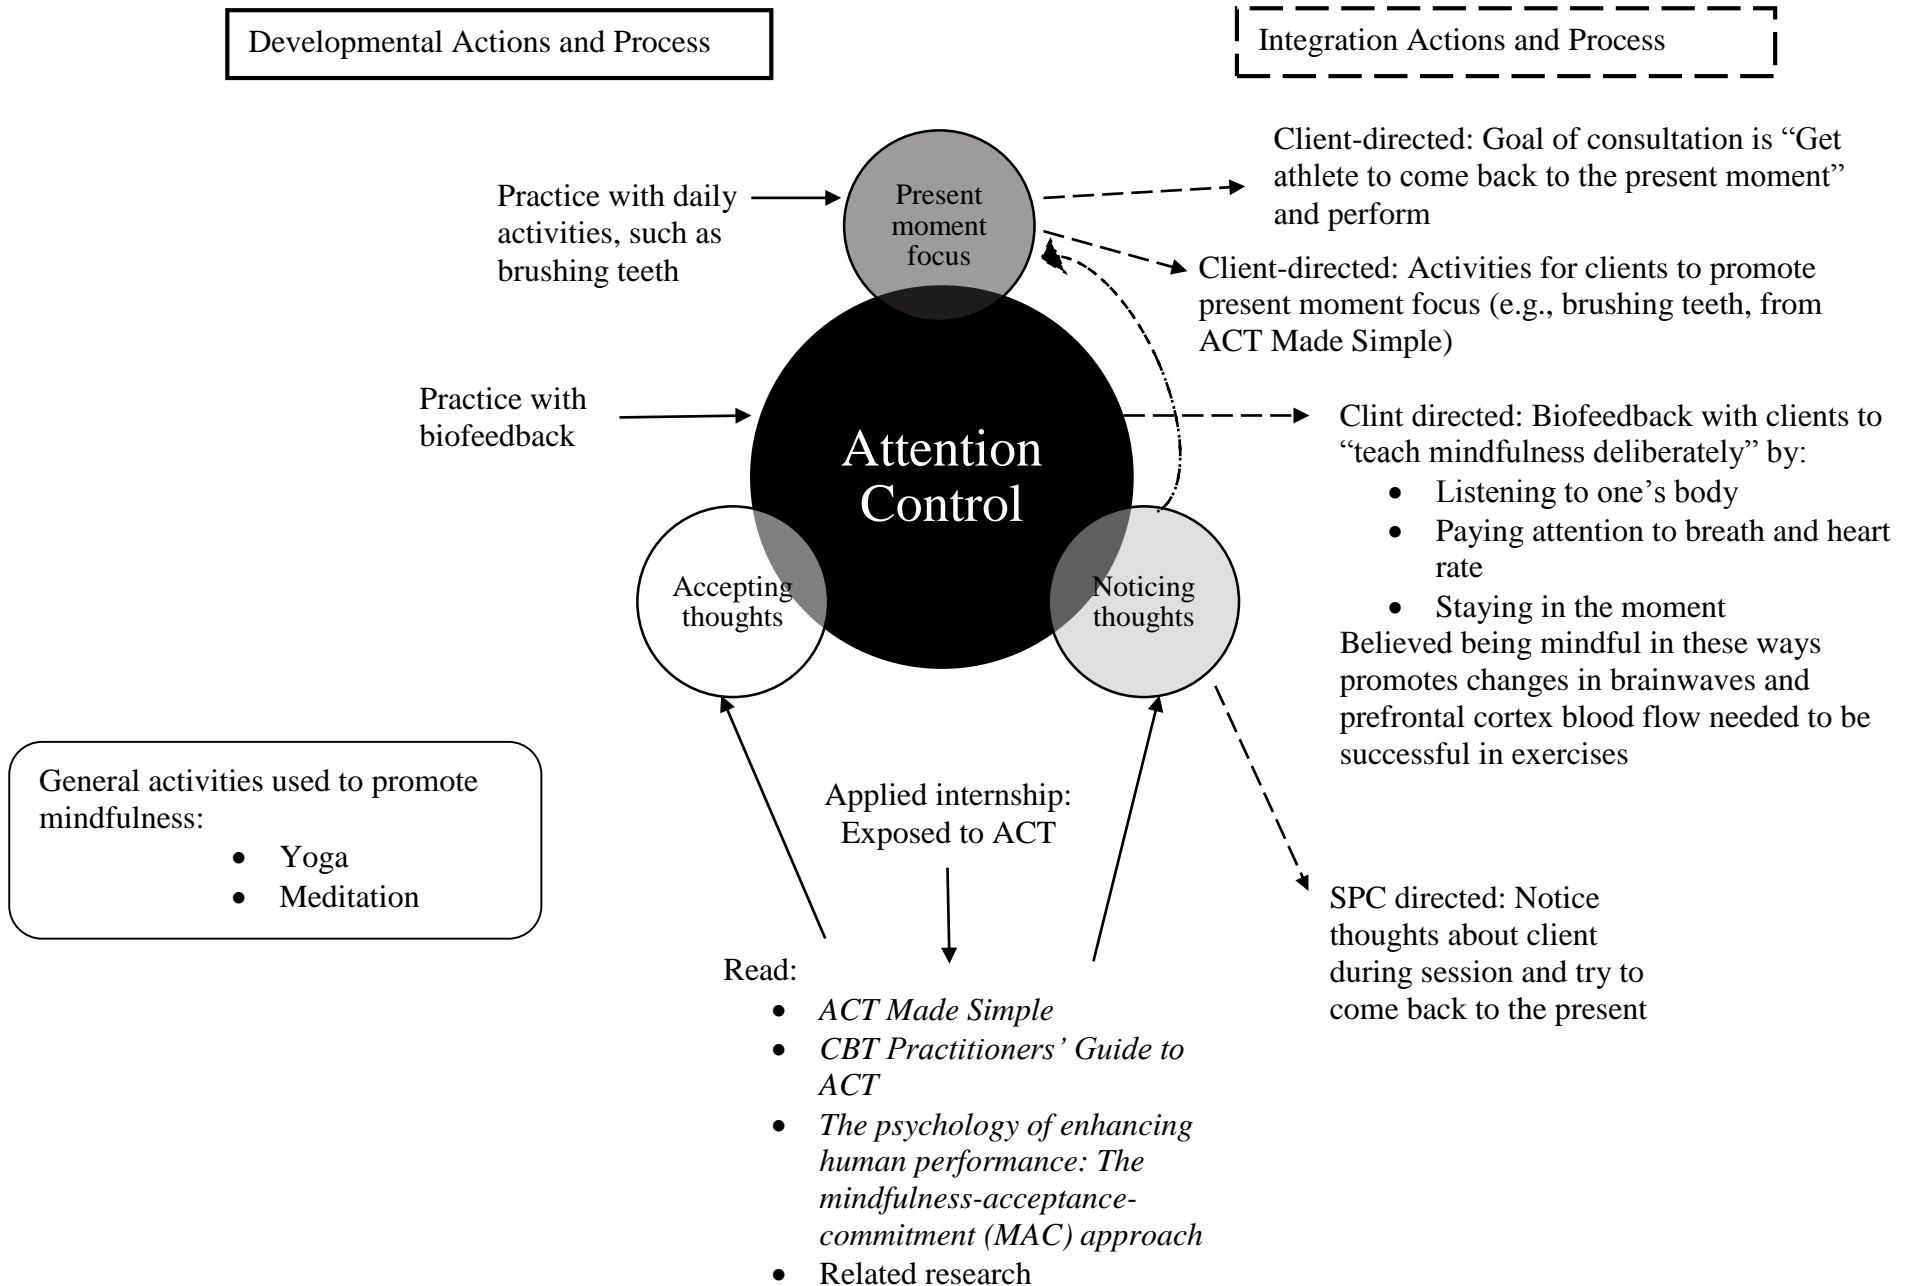 Developmental Actions and Process
Integration Actions and Process
Client-directed: Goal of consultation is “Get
athlete to come back to the present moment”
and perform
Practice with daily
activities, such as
brushing teeth
Present
moment
focus
Client-directed: Activities for clients to promote
present moment focus (e.g., brushing teeth, from
ACT Made Simple)
Practice with
biofeedback
Attention
Control
Clint directed: Biofeedback with clients to
“teach mindfulness deliberately” by:
• Listening to one’s body
• Paying attention to breath and heart
rate
• Staying in the moment
Believed being mindful in these ways
promotes changes in brainwaves and
prefrontal cortex blood flow needed to be
successful in exercises
Accepting
thoughts
Noticing
thoughts
General activities used to promote
mindfulness:
• Yoga
• Meditation
Applied internship:
Exposed to ACT
SPC directed: Notice
thoughts about client
during session and try to
come back to the present
Read:
• ACT Made Simple
• CBT Practitioners’ Guide to
ACT
• The psychology of enhancing
human performance: The
mindfulness-acceptance-
commitment (MAC) approach
• Related research